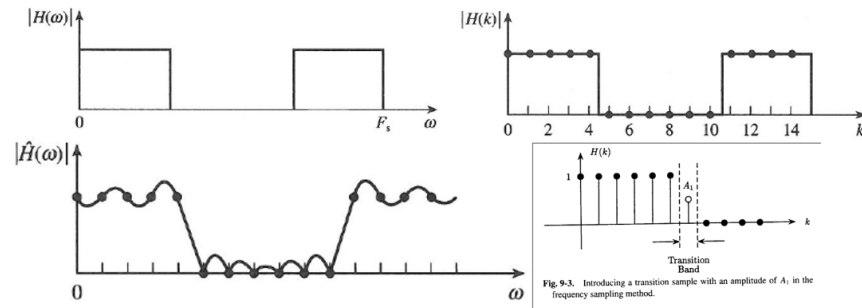 |H(ω)|
0 F_s ω
|H(k)|
0 2 4 6 8 10 12 14 k
|Ĥ(ω)|
0 ω
H(k)
1
A₁
k
Transition
Band
Fig. 9-3. Introducing a transition sample with an amplitude of A₁ in the
frequency sampling method.